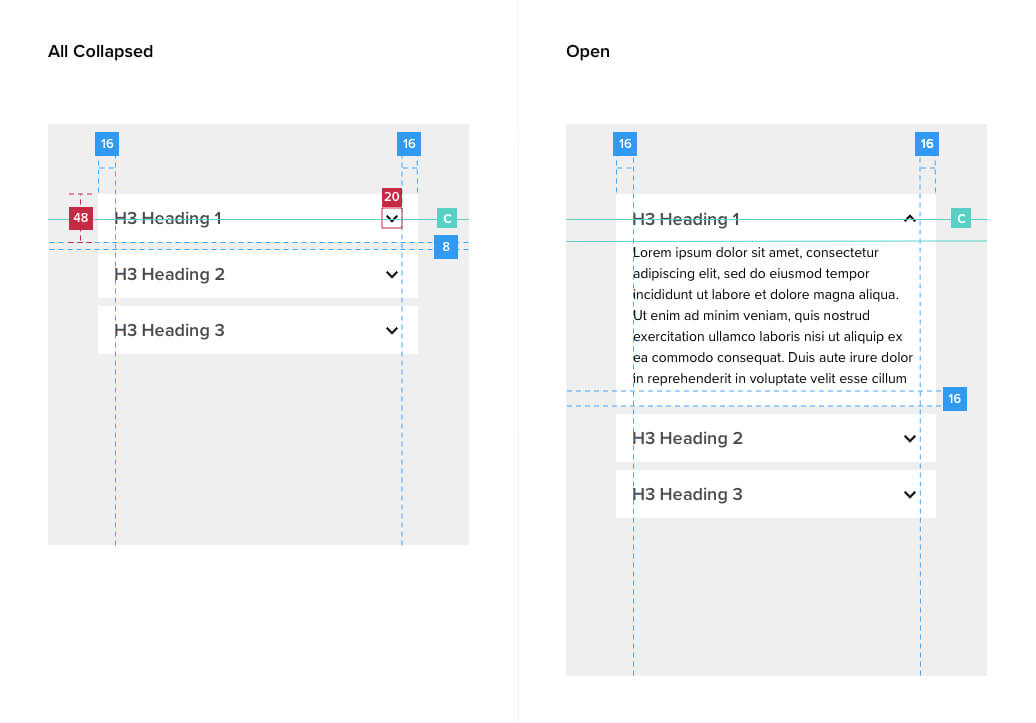 All Collapsed
16
16
20
48
H3 Heading 1
C
8
H3 Heading 2
H3 Heading 3
Open
16
16
H3 Heading 1
C
Lorem ipsum dolor sit amet, consectetur
adipiscing elit, sed do eiusmod tempor
incididunt ut labore et dolore magna aliqua.
Ut enim ad minim veniam, quis nostrud
exercitation ullamco laboris nisi ut aliquip ex
ea commodo consequat. Duis aute irure dolor
in reprehenderit in voluptate velit esse cillum
16
H3 Heading 2
H3 Heading 3